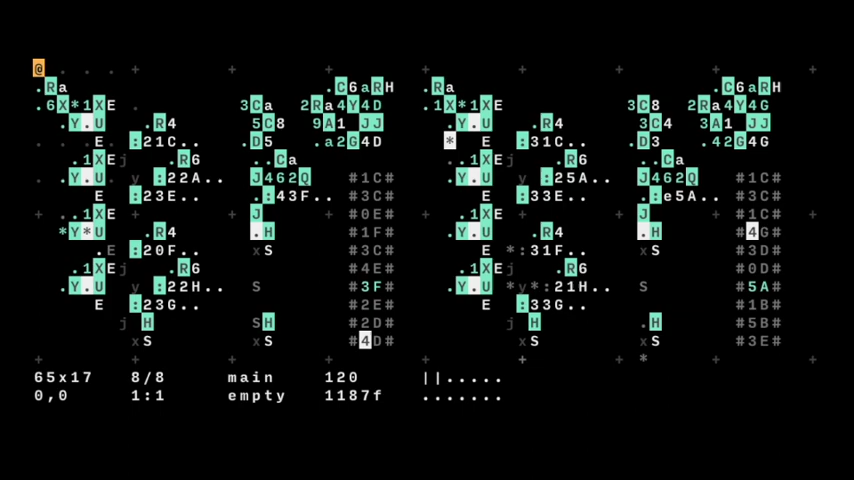 @ . . . + + + + + + + +
.Ra .C6aRH .Ra .C6aRH
.6X*1XE . 3Ca 2Ra4Y4D .1X*1XE 3C8 2Ra4Y4G
.Y.U .R4 5C8 9A1 JJ .Y.U .R4 3C4 3A1 JJ
. . . E :21C.. .D5 .a2G4D * E :31C.. .D3 .42G4G
.1XEj .R6 ..Ca .1XEj .R6 ..Ca
. .Y.U. y :22A.. J462Q #1C# .Y.U y :25A.. J462Q #1C#
E :23E.. .:43F.. #3C# E :33E.. .:e5A.. #3C#
+ ..1XE J #0E# ..1XE J #1C#
*Y*U .R4 .H #1F# .Y.U .R4 .H #4G#
.E :20F.. xS #3C# E *:31F.. xS #3D#
.1XEj .R6 #4E# .1XEj .R6 #0D#
.Y.U y :22H.. S #3F# .Y.U *y*:21H.. S #5A#
E :23G.. #2E# E :33G.. #1B#
jH SH #2D# jH .H #5B#
xS xS #4D# xS xS #3E#
+ + + + + + * + +
65x17 8/8 main 120 ||.....
0,0 1:1 empty 1187f .......